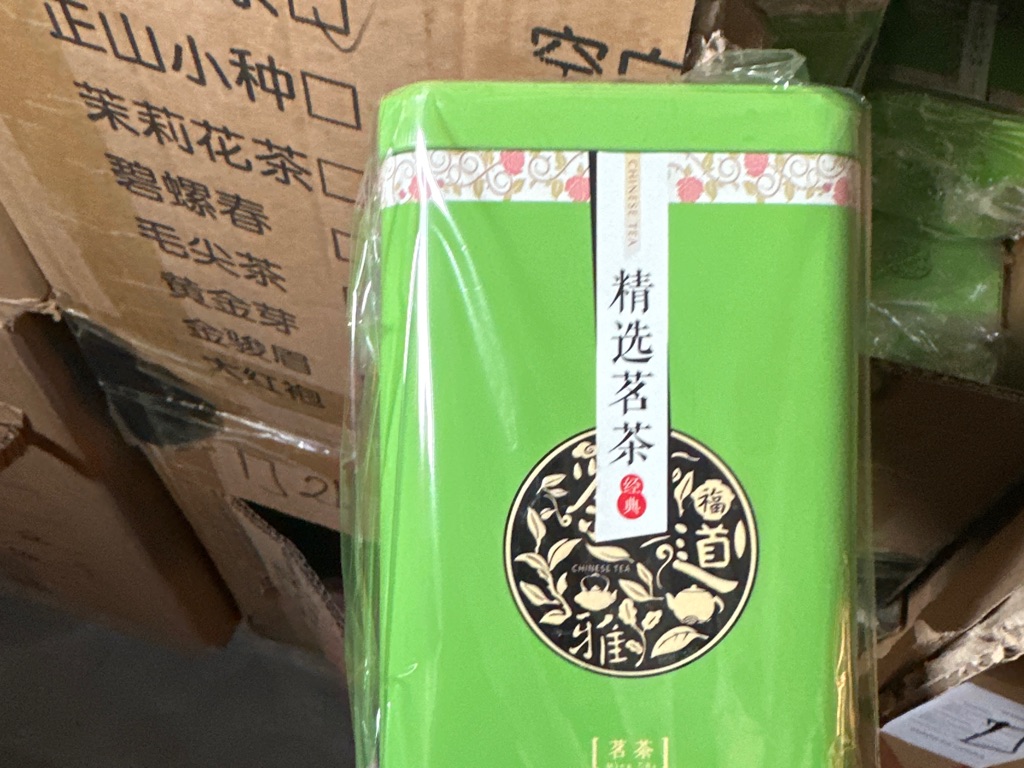 正山小种
茉莉花茶
碧螺春
毛尖茶
黄金芽
金骏眉
大红袍
CHINESE TEA
精选茗茶
经典
福
道
CHINESE TEA
雅
茗茶